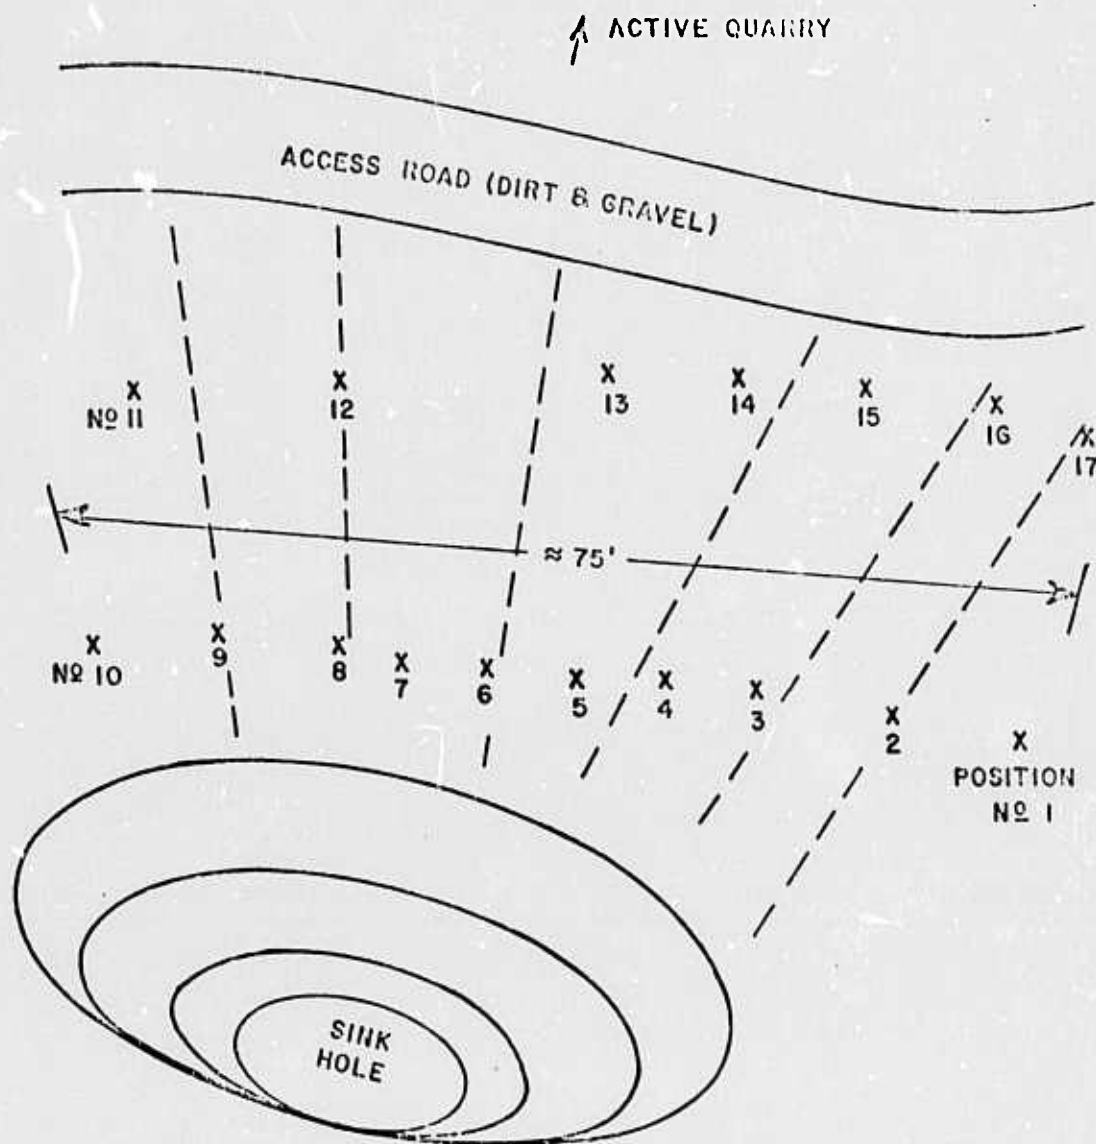 ACTIVE QUARRY
ACCESS ROAD (DIRT & GRAVEL)
X X X X X X X
Nº 11 12 13 14 15 16 17
≈ 75'
X X X X X X X X X X
Nº 10 9 8 7 6 5 4 3 2
POSITION
Nº 1
SINK
HOLE